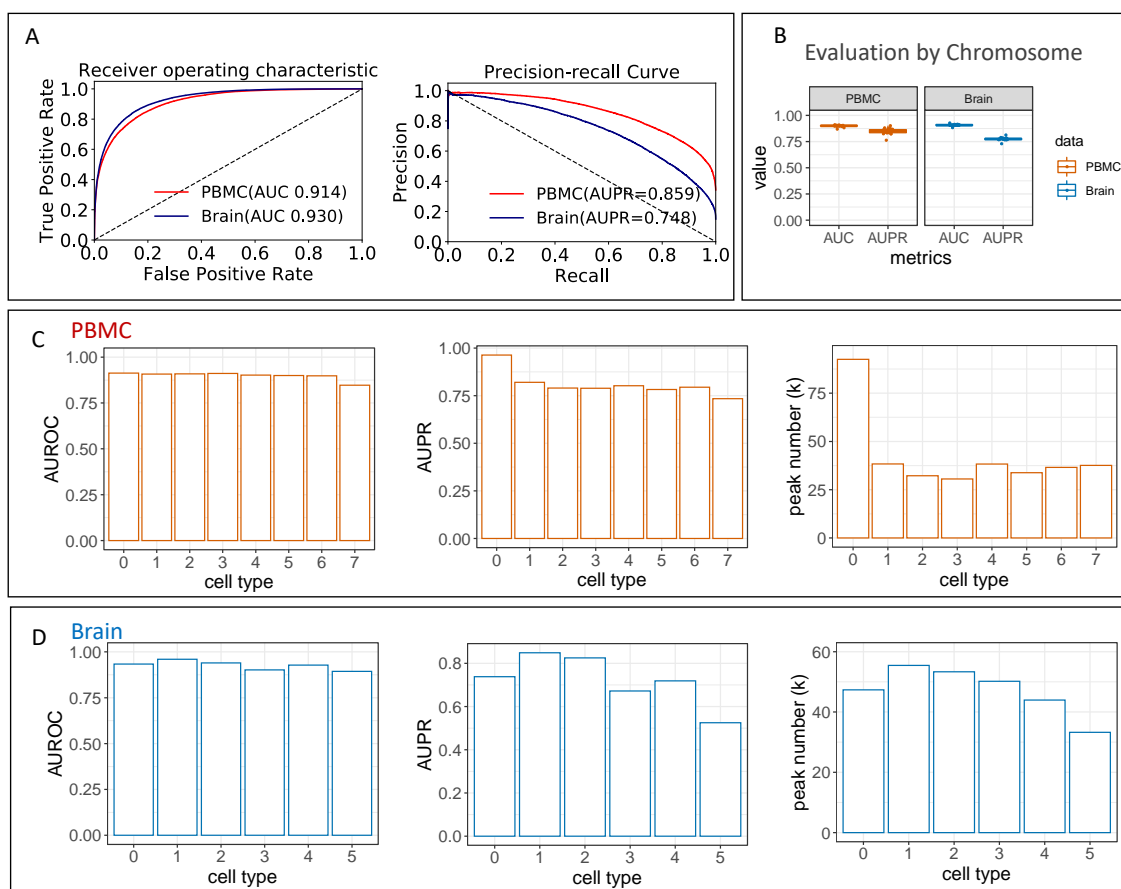 A
Receiver operating characteristic
True Positive Rate
1.0
0.8
0.6
0.4
0.2
0.0
PBMC(AUC 0.914)
Brain(AUC 0.930)
0.0 0.2 0.4 0.6 0.8 1.0
False Positive Rate
Precision-recall Curve
Precision
1.0
0.8
0.6
0.4
0.2
0.0
PBMC(AUPR=0.859)
Brain(AUPR=0.748)
0.0 0.2 0.4 0.6 0.8 1.0
Recall
B
Evaluation by Chromosome
PBMC Brain
value
1.00
0.75
0.50
0.25
0.00
AUC AUPR AUC AUPR
metrics
data
PBMC
Brain
C
PBMC
AUROC
1.00
0.75
0.50
0.25
0.00
0 1 2 3 4 5 6 7
cell type
AUPR
1.00
0.75
0.50
0.25
0.00
0 1 2 3 4 5 6 7
cell type
peak number (k)
75
50
25
0
0 1 2 3 4 5 6 7
cell type
D
Brain
AUROC
1.00
0.75
0.50
0.25
0.00
0 1 2 3 4 5
cell type
AUPR
0.8
0.6
0.4
0.2
0.0
0 1 2 3 4 5
cell type
peak number (k)
60
40
20
0
0 1 2 3 4 5
cell type